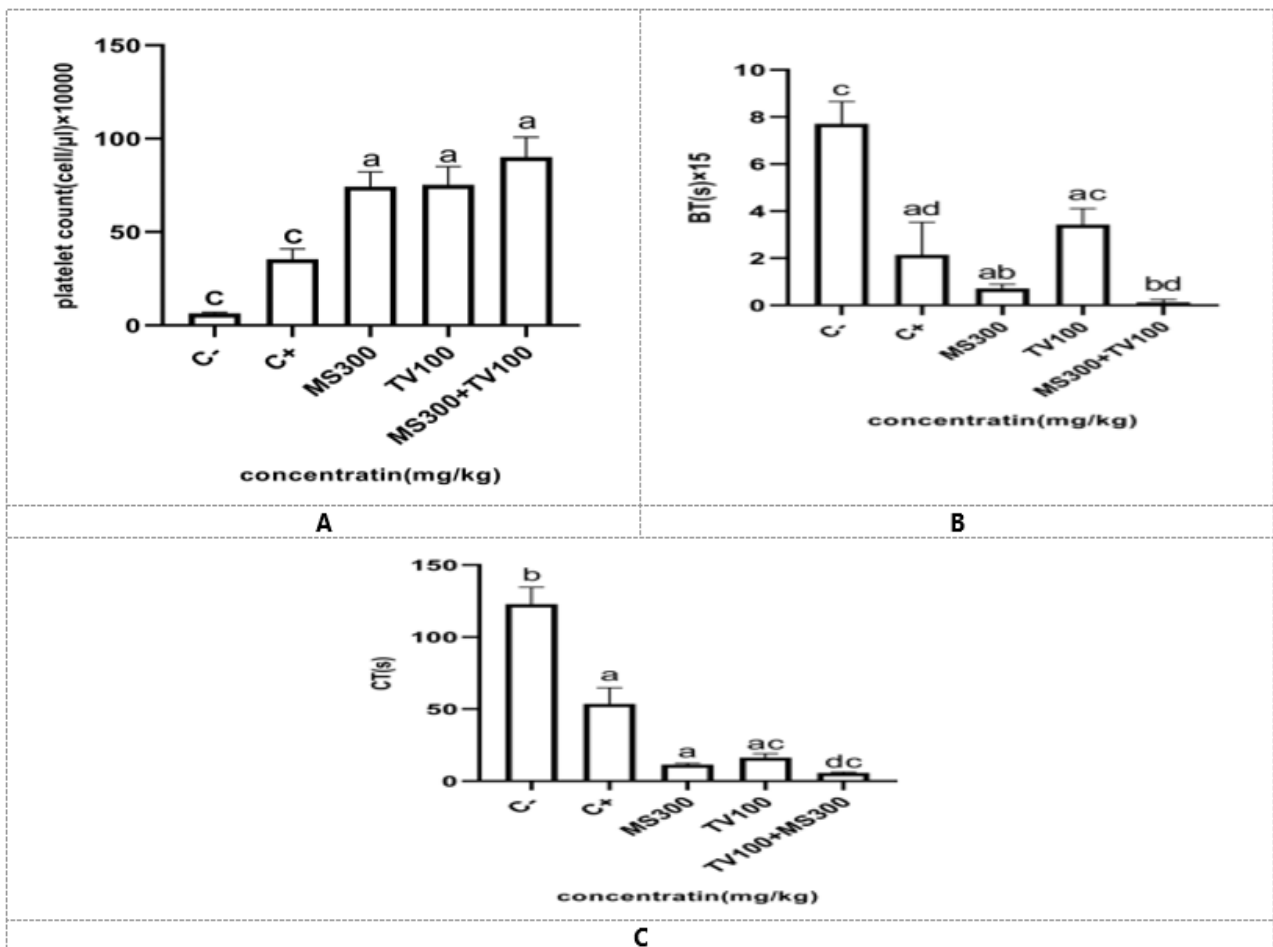 platelet count(cell/µl)×10000
150
100
50
0
c
c
a
a
a
C-
C+
MS300
TV100
MS300+TV100
concentratin(mg/kg)
A
BT(s)×15
10
8
6
4
2
0
c
ad
ab
ac
bd
C-
C+
MS300
TV100
MS300+TV100
concentratin(mg/kg)
B
CT(s)
150
100
50
0
b
a
a
ac
dc
C-
C+
MS300
TV100
TV100+MS300
concentratin(mg/kg)
C